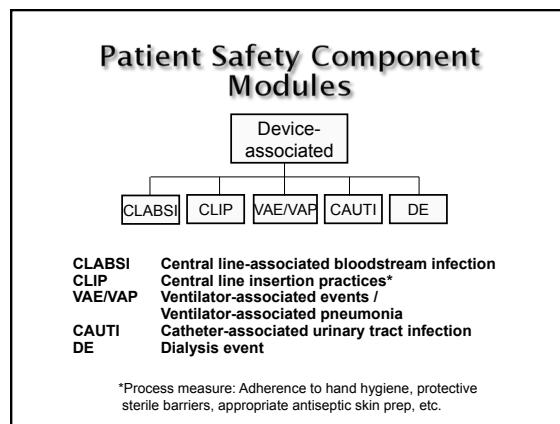 Patient Safety Component
Modules
Device-
associated
CLABSI CLIP VAE/VAP CAUTI DE
CLABSI Central line-associated bloodstream infection
CLIP Central line insertion practices*
VAE/VAP Ventilator-associated events /
Ventilator-associated pneumonia
CAUTI Catheter-associated urinary tract infection
DE Dialysis event
*Process measure: Adherence to hand hygiene, protective
sterile barriers, appropriate antiseptic skin prep, etc.